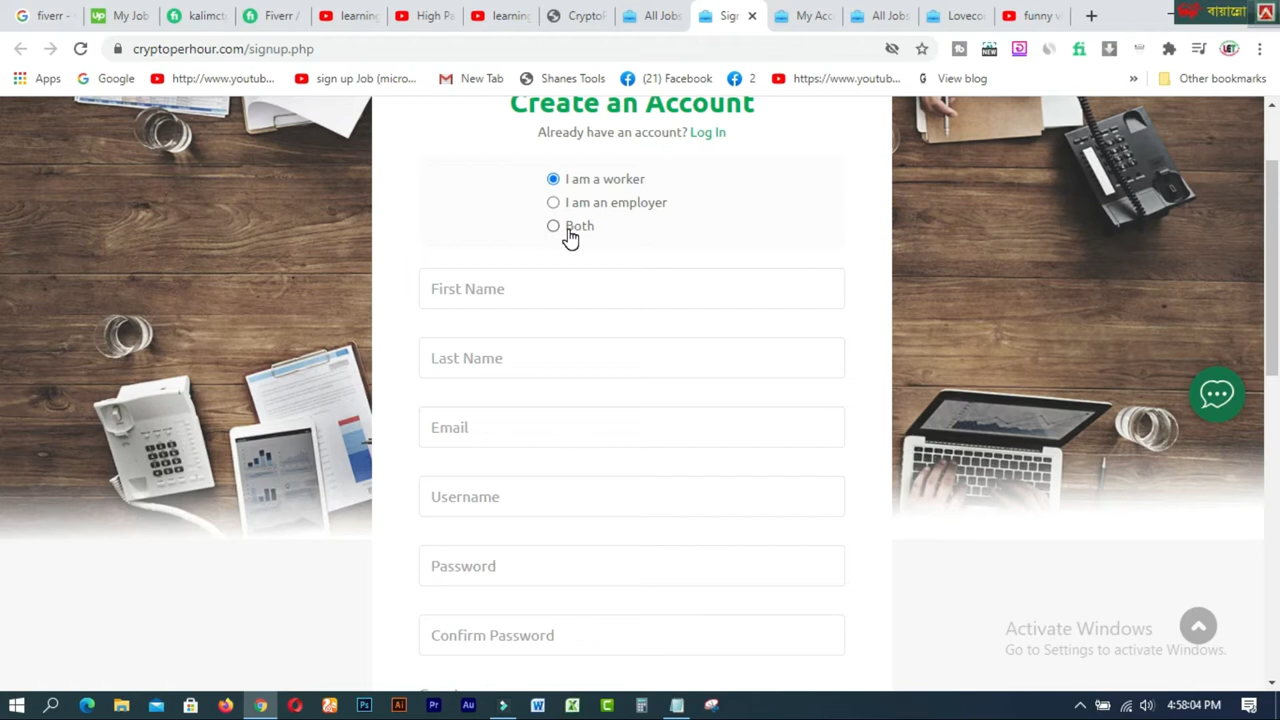 fiverr -
My Job
kalimct
Fiverr /
learning
High Pa
learning
CryptoP
All Jobs
Sign
My Acc
All Jobs
Loveco
funny v
বায়ান্নো
cryptoperhour.com/signup.php
NEW
Apps
Google
http://www.youtub...
sign up Job (micro...
New Tab
Shanes Tools
(21) Facebook
2
https://www.youtub...
View blog
»
Other bookmarks
Create an Account
Already have an account? Log In
I am a worker
I am an employer
Both
First Name
Last Name
Email
Username
Password
Confirm Password
Activate Windows
Go to Settings to activate Windows.
4:58:04 PM